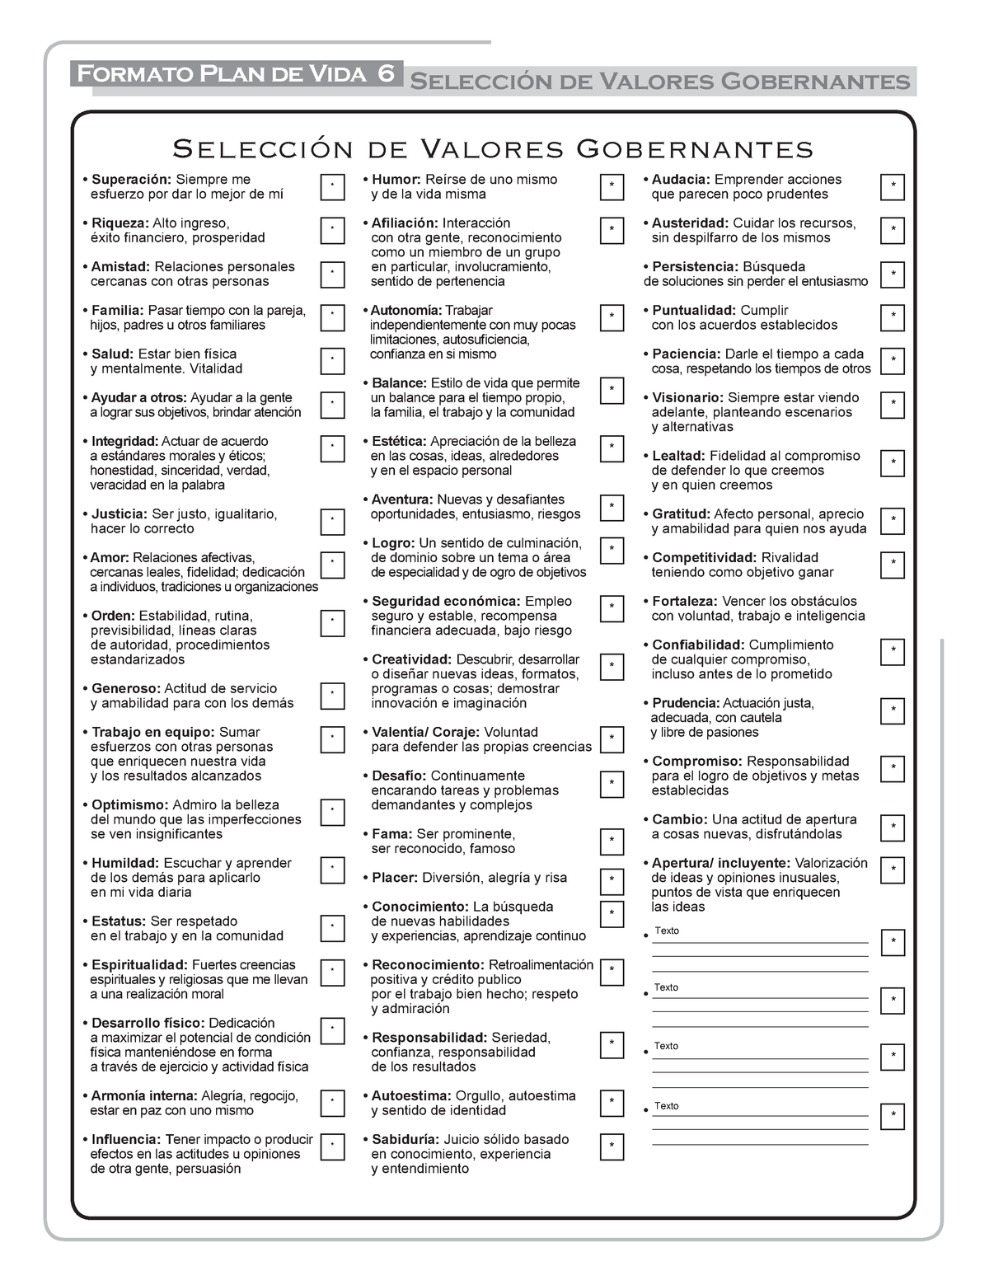 FORMATO PLAN DE VIDA 6
SELECCIÓN DE VALORES GOBERNANTES
SELECCIÓN DE VALORES GOBERNANTES
• Superación: Siempre me
esfuerzo por dar lo mejor de mí
*
• Riqueza: Alto ingreso,
éxito financiero, prosperidad
*
• Amistad: Relaciones personales
cercanas con otras personas
*
• Familia: Pasar tiempo con la pareja,
hijos, padres u otros familiares
*
• Salud: Estar bien física
y mentalmente. Vitalidad
*
• Ayudar a otros: Ayudar a la gente
a lograr sus objetivos, brindar atención
*
• Integridad: Actuar de acuerdo
a estándares morales y éticos;
honestidad, sinceridad, verdad,
veracidad en la palabra
*
• Justicia: Ser justo, igualitario,
hacer lo correcto
*
• Amor: Relaciones afectivas,
cercanas leales, fidelidad; dedicación
a individuos, tradiciones u organizaciones
*
• Orden: Estabilidad, rutina,
previsibilidad, líneas claras
de autoridad, procedimientos
estandarizados
*
• Generoso: Actitud de servicio
y amabilidad para con los demás
*
• Trabajo en equipo: Sumar
esfuerzos con otras personas
que enriquecen nuestra vida
y los resultados alcanzados
*
• Optimismo: Admiro la belleza
del mundo que las imperfecciones
se ven insignificantes
*
• Humildad: Escuchar y aprender
de los demás para aplicarlo
en mi vida diaria
*
• Estatus: Ser respetado
en el trabajo y en la comunidad
*
• Espiritualidad: Fuertes creencias
espirituales y religiosas que me llevan
a una realización moral
*
• Desarrollo físico: Dedicación
a maximizar el potencial de condición
física manteniéndose en forma
a través de ejercicio y actividad física
*
• Armonía interna: Alegría, regocijo,
estar en paz con uno mismo
*
• Influencia: Tener impacto o producir
efectos en las actitudes u opiniones
de otra gente, persuasión
*
• Humor: Reírse de uno mismo
y de la vida misma
*
• Afiliación: Interacción
con otra gente, reconocimiento
como un miembro de un grupo
en particular, involucramiento,
sentido de pertenencia
*
• Autonomía: Trabajar
independientemente con muy pocas
limitaciones, autosuficiencia,
confianza en si mismo
*
• Balance: Estilo de vida que permite
un balance para el tiempo propio,
la familia, el trabajo y la comunidad
*
• Estética: Apreciación de la belleza
en las cosas, ideas, alrededores
y en el espacio personal
*
• Aventura: Nuevas y desafiantes
oportunidades, entusiasmo, riesgos
*
• Logro: Un sentido de culminación,
de dominio sobre un tema o área
de especialidad y de ogro de objetivos
*
• Seguridad económica: Empleo
seguro y estable, recompensa
financiera adecuada, bajo riesgo
*
• Creatividad: Descubrir, desarrollar
o diseñar nuevas ideas, formatos,
programas o cosas; demostrar
innovación e imaginación
*
• Valentía/ Coraje: Voluntad
para defender las propias creencias
*
• Desafío: Continuamente
encarando tareas y problemas
demandantes y complejos
*
• Fama: Ser prominente,
ser reconocido, famoso
*
• Placer: Diversión, alegría y risa
*
• Conocimiento: La búsqueda
de nuevas habilidades
y experiencias, aprendizaje continuo
*
• Reconocimiento: Retroalimentación
positiva y crédito publico
por el trabajo bien hecho; respeto
y admiración
*
• Responsabilidad: Seriedad,
confianza, responsabilidad
de los resultados
*
• Autoestima: Orgullo, autoestima
y sentido de identidad
*
• Sabiduría: Juicio sólido basado
en conocimiento, experiencia
y entendimiento
*
• Audacia: Emprender acciones
que parecen poco prudentes
*
• Austeridad: Cuidar los recursos,
sin despilfarro de los mismos
*
• Persistencia: Búsqueda
de soluciones sin perder el entusiasmo
*
• Puntualidad: Cumplir
con los acuerdos establecidos
*
• Paciencia: Darle el tiempo a cada
cosa, respetando los tiempos de otros
*
• Visionario: Siempre estar viendo
adelante, planteando escenarios
y alternativas
*
• Lealtad: Fidelidad al compromiso
de defender lo que creemos
y en quien creemos
*
• Gratitud: Afecto personal, aprecio
y amabilidad para quien nos ayuda
*
• Competitividad: Rivalidad
teniendo como objetivo ganar
*
• Fortaleza: Vencer los obstáculos
con voluntad, trabajo e inteligencia
• Confiabilidad: Cumplimiento
de cualquier compromiso,
incluso antes de lo prometido
*
• Prudencia: Actuación justa,
adecuada, con cautela
y libre de pasiones
*
• Compromiso: Responsabilidad
para el logro de objetivos y metas
establecidas
*
• Cambio: Una actitud de apertura
a cosas nuevas, disfrutándolas
*
• Apertura/ incluyente: Valorización
de ideas y opiniones inusuales,
puntos de vista que enriquecen
las ideas
*
• Texto
*
• Texto
*
• Texto
*
• Texto
*